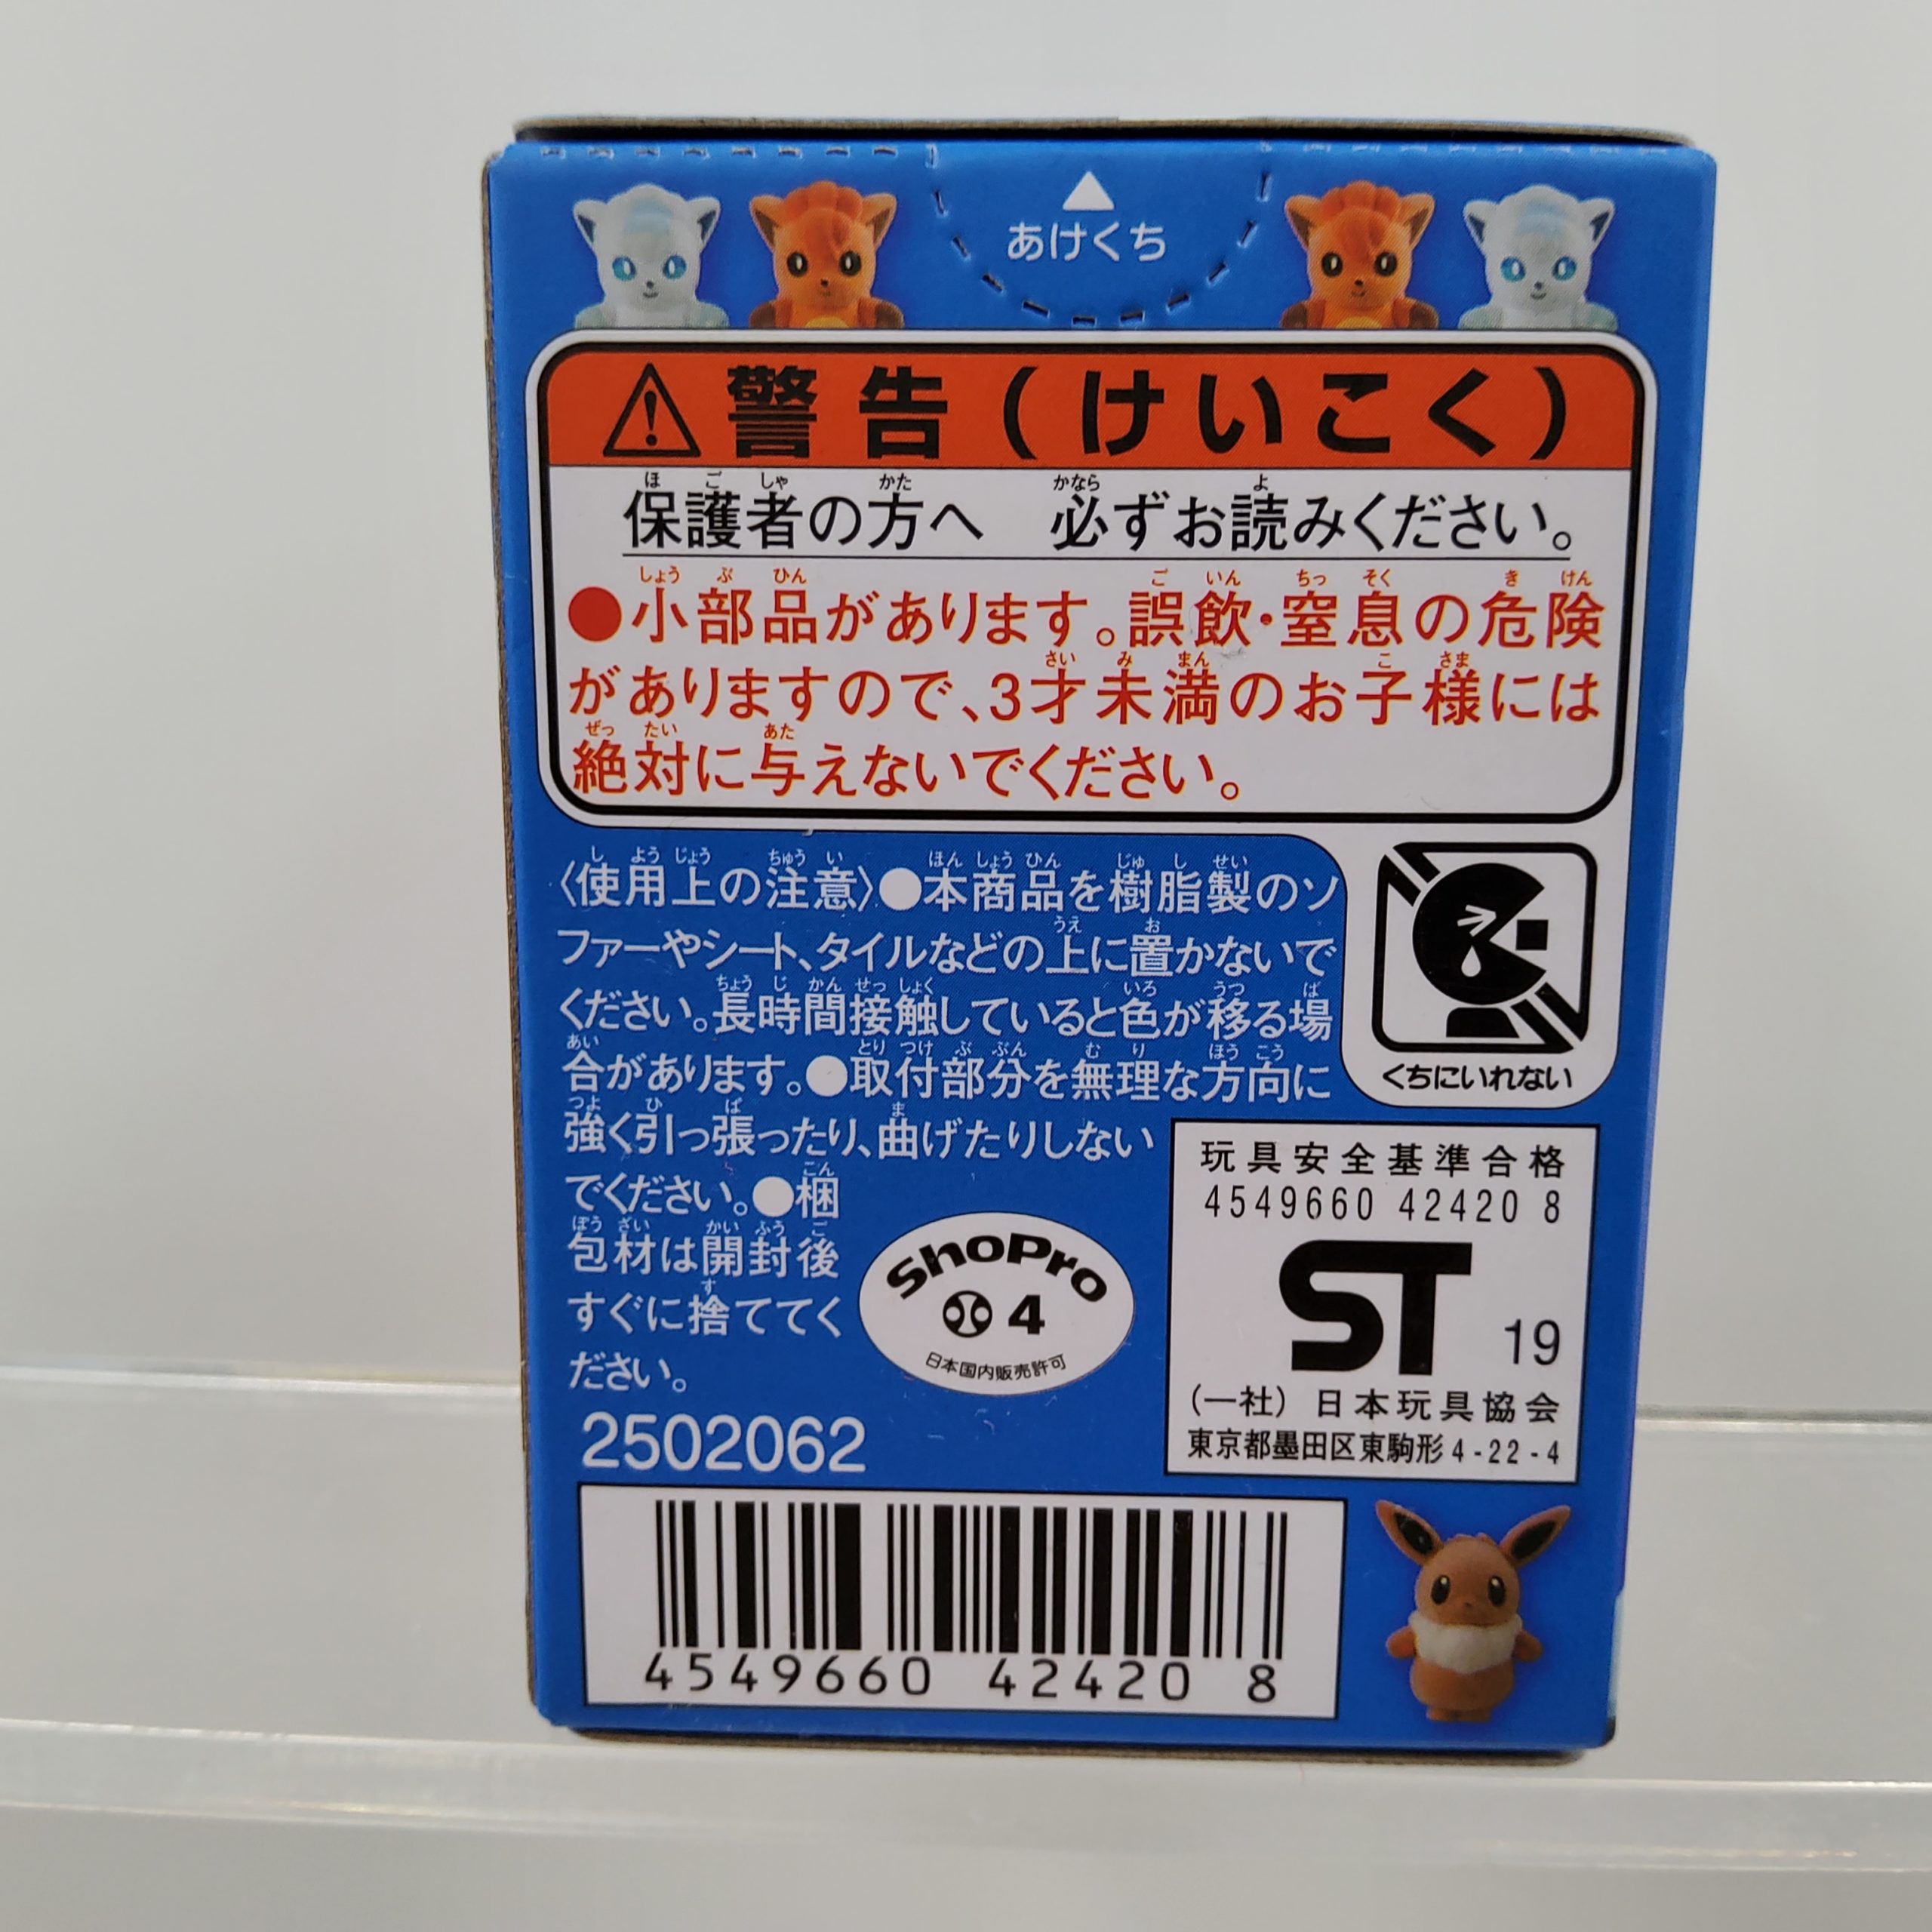 あけくち
警告(けいこく)
保護者の方へ 必ずお読みください。
●小部品があります。誤飲・窒息の危険
がありますので、3才未満のお子様には
絶対に与えないでください。
〈使用上の注意〉●本商品を樹脂製のソ
ファーやシート、タイルなどの上に置かないで
ください。長時間接触していると色が移る場
合があります。●取付部分を無理な方向に
強く引っ張ったり、曲げたりしない
でください。●梱
包材は開封後
すぐに捨ててく
ださい。
くちにいれない
玩具安全基準合格
4549660 42420 8
ST 19
(一社)日本玩具協会
東京都墨田区東駒形4-22-4
ShoPro
4
日本国内販売許可
2502062
4549660 42420 8